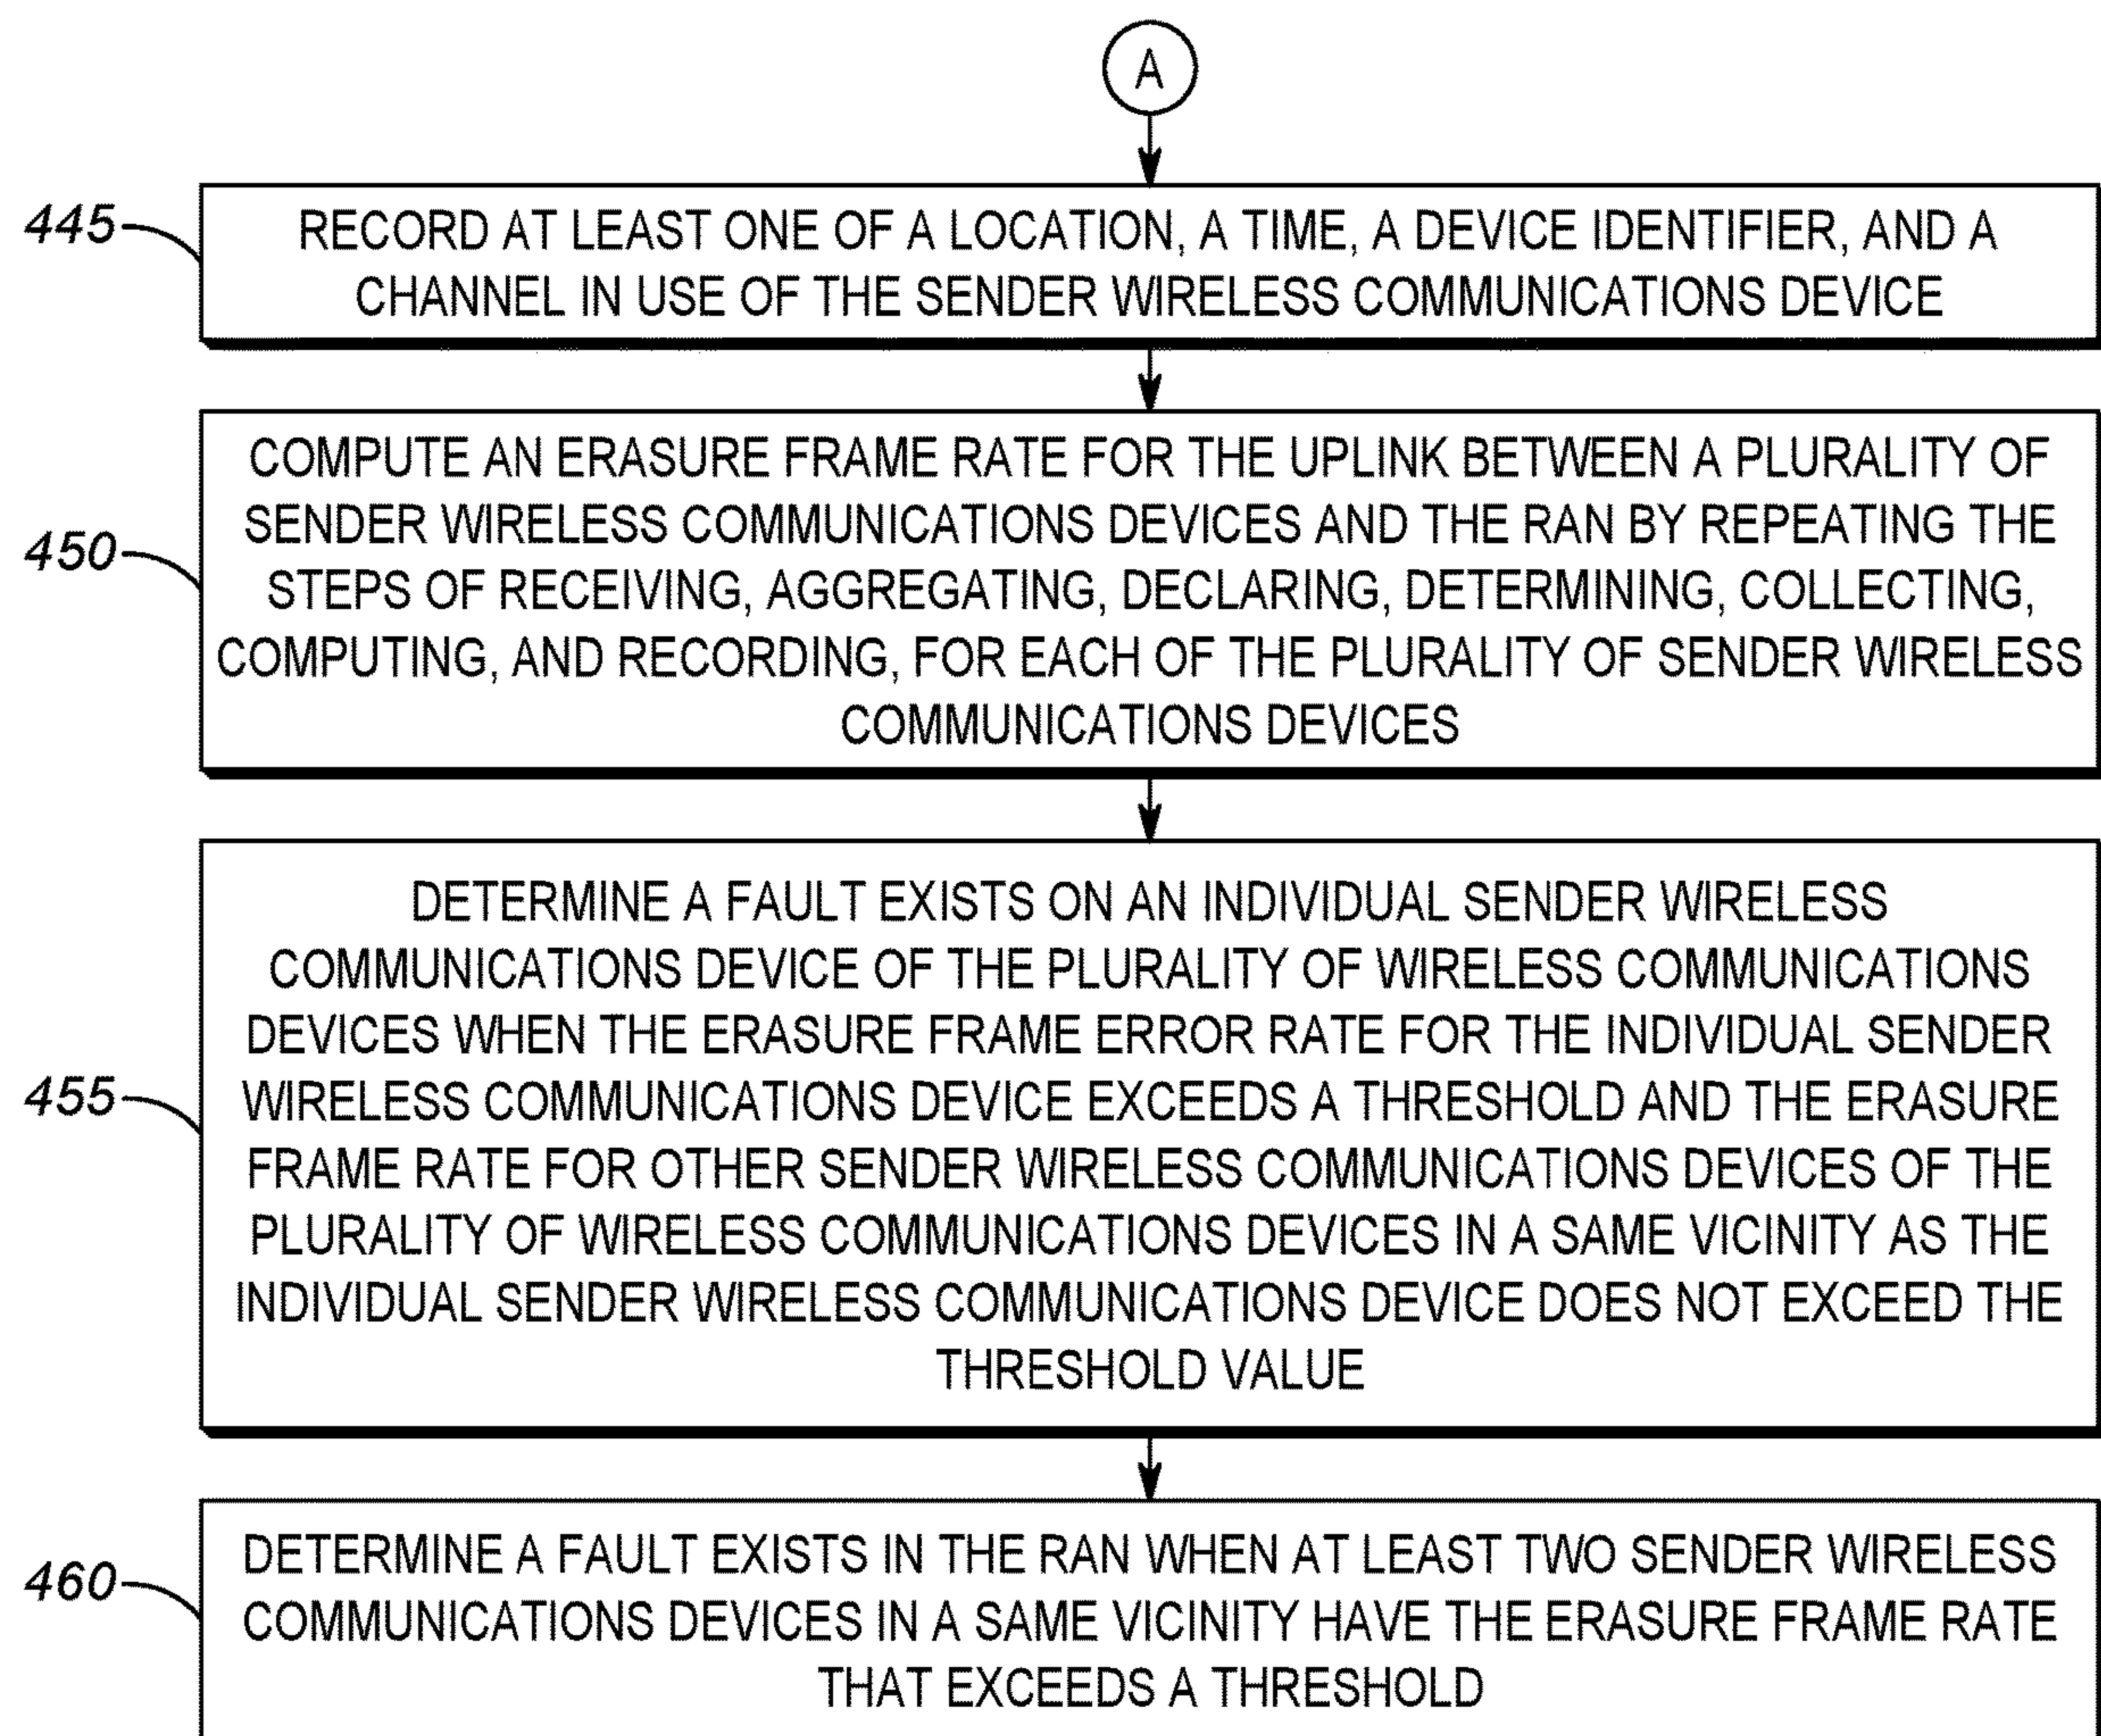 A
445
RECORD AT LEAST ONE OF A LOCATION, A TIME, A DEVICE IDENTIFIER, AND A
CHANNEL IN USE OF THE SENDER WIRELESS COMMUNICATIONS DEVICE
450
COMPUTE AN ERASURE FRAME RATE FOR THE UPLINK BETWEEN A PLURALITY OF
SENDER WIRELESS COMMUNICATIONS DEVICES AND THE RAN BY REPEATING THE
STEPS OF RECEIVING, AGGREGATING, DECLARING, DETERMINING, COLLECTING,
COMPUTING, AND RECORDING, FOR EACH OF THE PLURALITY OF SENDER WIRELESS
COMMUNICATIONS DEVICES
455
DETERMINE A FAULT EXISTS ON AN INDIVIDUAL SENDER WIRELESS
COMMUNICATIONS DEVICE OF THE PLURALITY OF WIRELESS COMMUNICATIONS
DEVICES WHEN THE ERASURE FRAME ERROR RATE FOR THE INDIVIDUAL SENDER
WIRELESS COMMUNICATIONS DEVICE EXCEEDS A THRESHOLD AND THE ERASURE
FRAME RATE FOR OTHER SENDER WIRELESS COMMUNICATIONS DEVICES OF THE
PLURALITY OF WIRELESS COMMUNICATIONS DEVICES IN A SAME VICINITY AS THE
INDIVIDUAL SENDER WIRELESS COMMUNICATIONS DEVICE DOES NOT EXCEED THE
THRESHOLD VALUE
460
DETERMINE A FAULT EXISTS IN THE RAN WHEN AT LEAST TWO SENDER WIRELESS
COMMUNICATIONS DEVICES IN A SAME VICINITY HAVE THE ERASURE FRAME RATE
THAT EXCEEDS A THRESHOLD